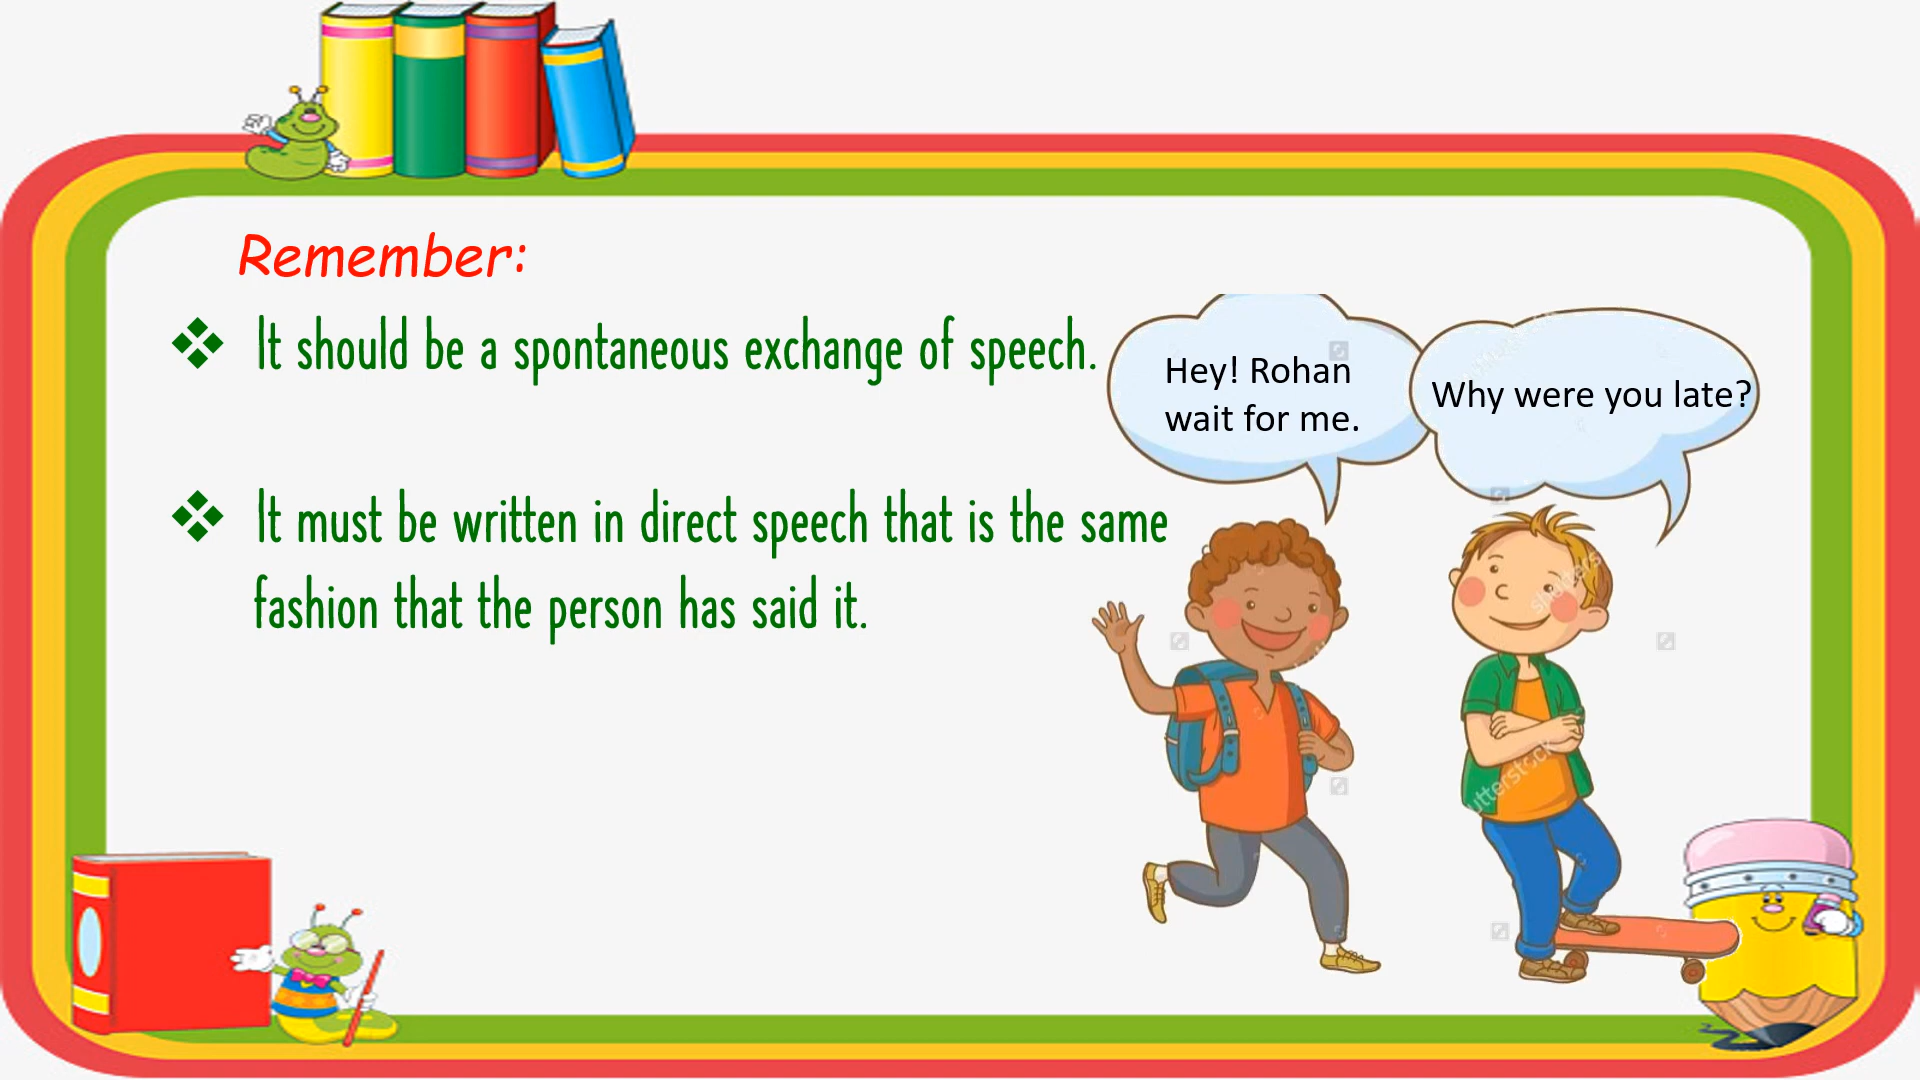 Remember:
❖ It should be a spontaneous exchange of speech.
❖ It must be written in direct speech that is the same
fashion that the person has said it.
Hey! Rohan
wait for me.
Why were you late?